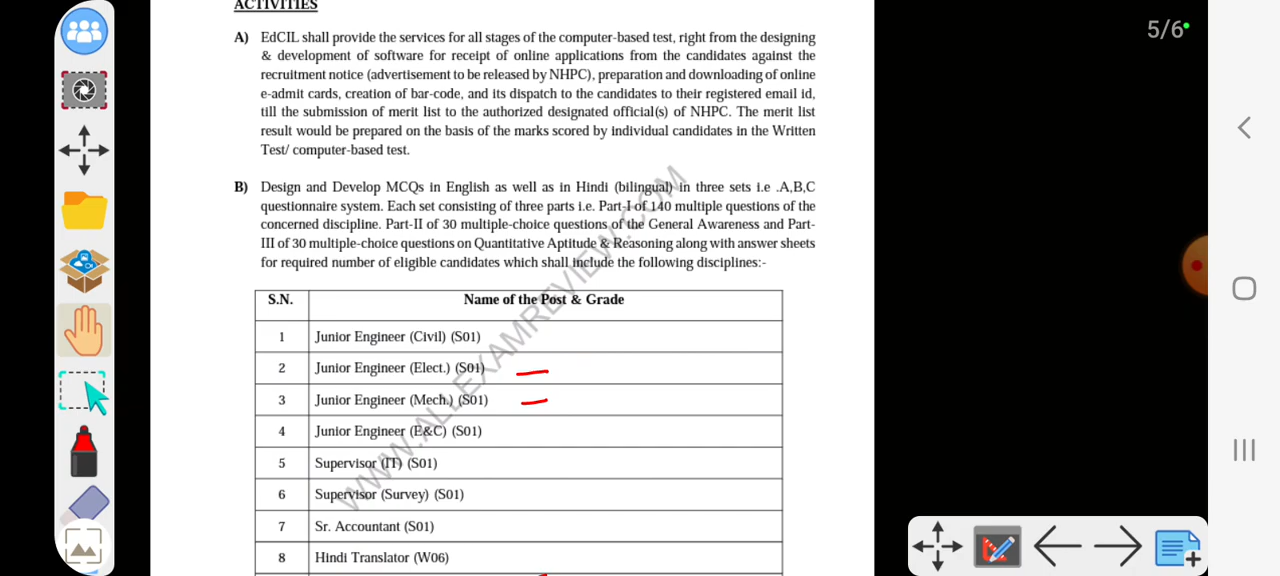 ACTIVITIES
5/6
A) EdCIL shall provide the services for all stages of the computer-based test, right from the designing
& development of software for receipt of online applications from the candidates against the
recruitment notice (advertisement to be released by NHPC), preparation and downloading of online
e-admit cards, creation of bar-code, and its dispatch to the candidates to their registered email id,
till the submission of merit list to the authorized designated official(s) of NHPC. The merit list
result would be prepared on the basis of the marks scored by individual candidates in the Written
Test/ computer-based test.
B) Design and Develop MCQs in English as well as in Hindi (bilingual) in three sets i.e .A,B,C
questionnaire system. Each set consisting of three parts i.e. Part-I of 140 multiple questions of the
concerned discipline. Part-II of 30 multiple-choice questions of the General Awareness and Part-
III of 30 multiple-choice questions on Quantitative Aptitude & Reasoning along with answer sheets
for required number of eligible candidates which shall include the following disciplines:-
S.N. Name of the Post & Grade
1 Junior Engineer (Civil) (S01)
2 Junior Engineer (Elect.) (S01)
3 Junior Engineer (Mech.) (S01)
4 Junior Engineer (E&C) (S01)
5 Supervisor (IT) (S01)
6 Supervisor (Survey) (S01)
7 Sr. Accountant (S01)
8 Hindi Translator (W06)
WWW.ALLEXAMREVIEW.COM